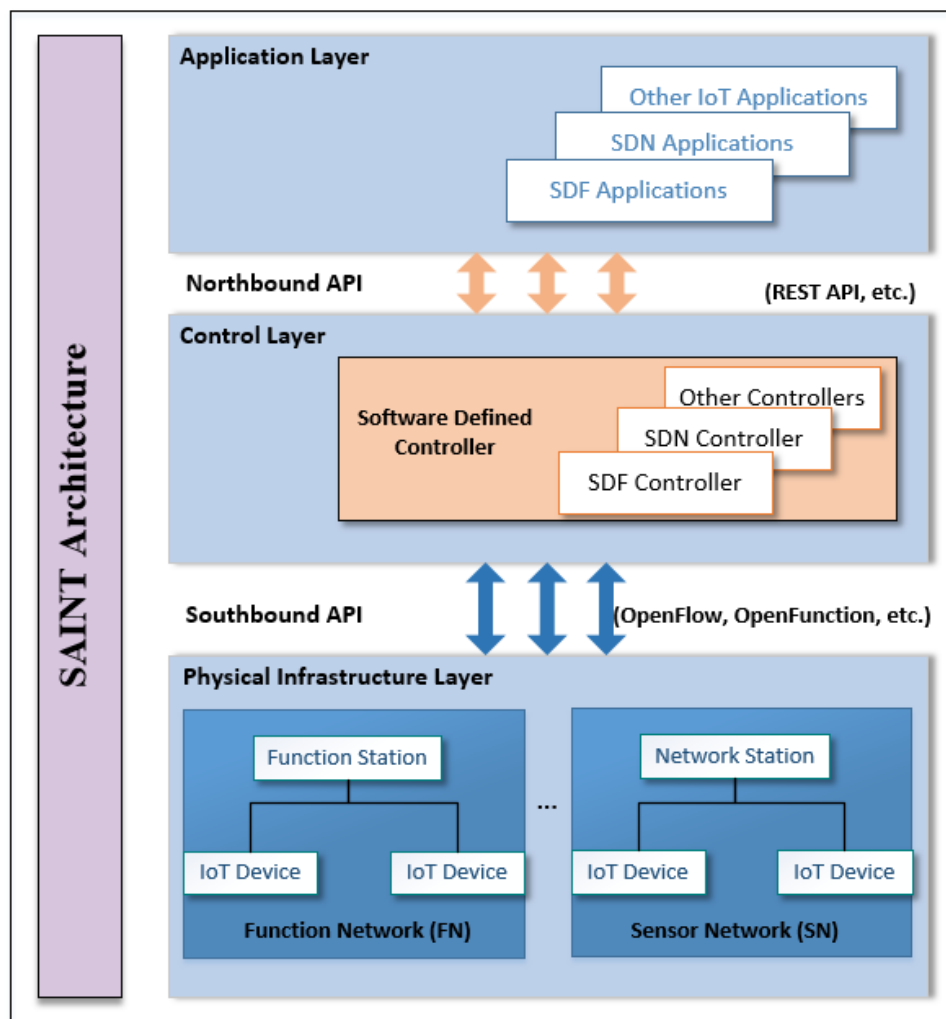 SAINT Architecture
Application Layer
Other IoT Applications
SDN Applications
SDF Applications
Northbound API
(REST API, etc.)
Control Layer
Software Defined
Controller
Other Controllers
SDN Controller
SDF Controller
Southbound API
(OpenFlow, OpenFunction, etc.)
Physical Infrastructure Layer
Function Station
IoT Device
IoT Device
Function Network (FN)
...
Network Station
IoT Device
IoT Device
Sensor Network (SN)